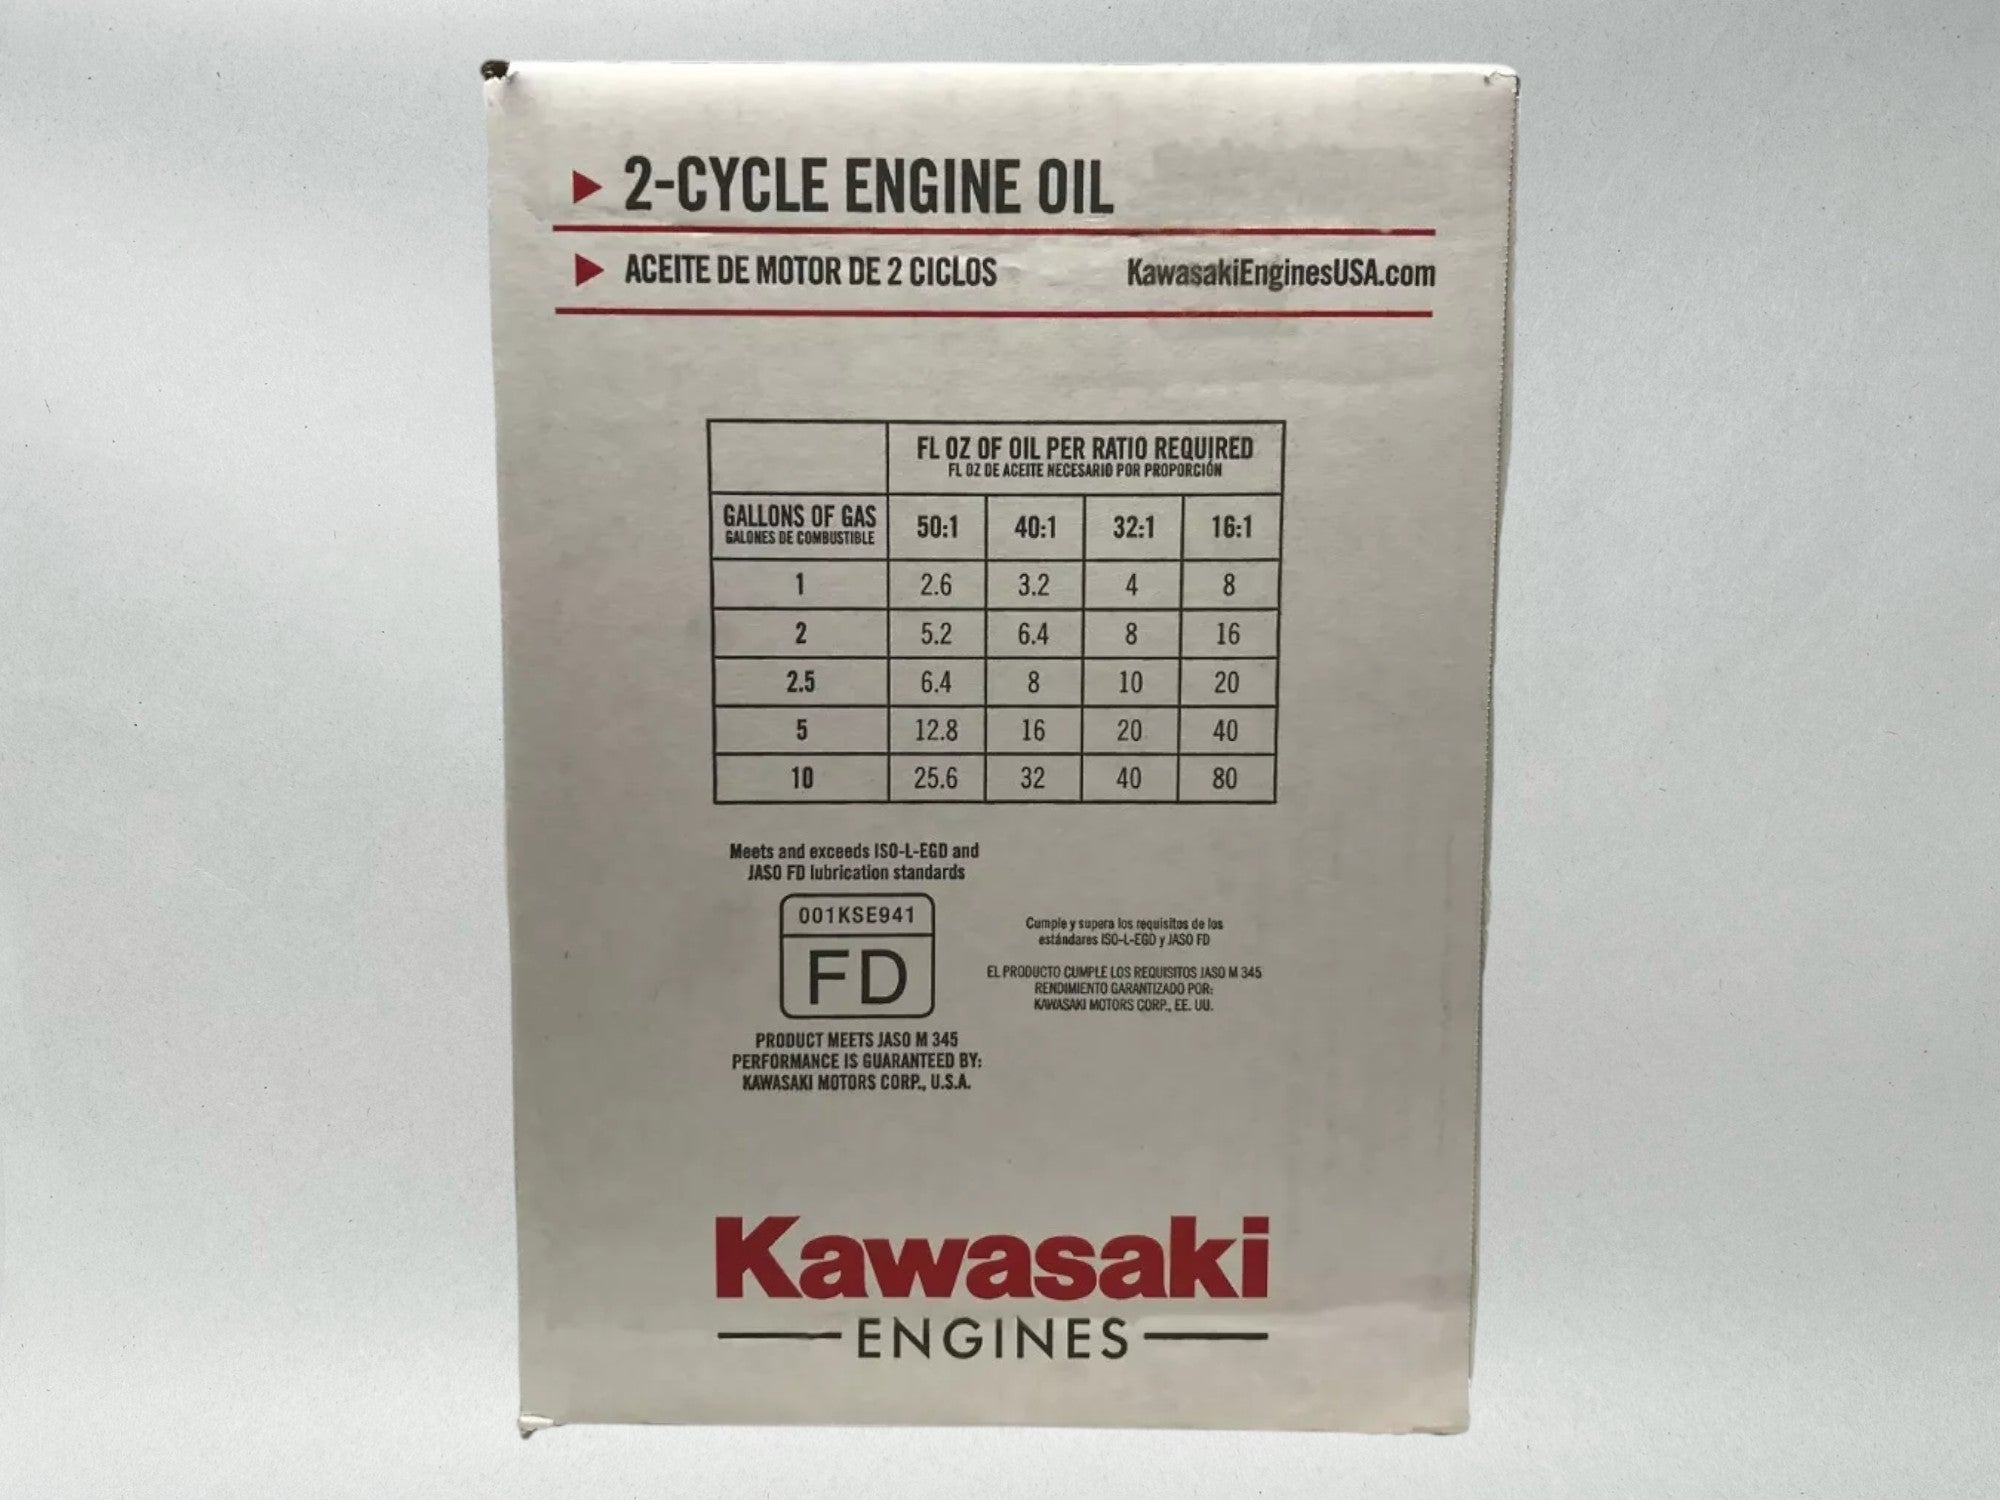 2-CYCLE ENGINE OIL
ACEITE DE MOTOR DE 2 CICLOS KawasakiEnginesUSA.com
FL OZ OF OIL PER RATIO REQUIRED
FL OZ DE ACEITE NECESARIO POR PROPORCIÓN
GALLONS OF GAS 50:1 40:1 32:1 16:1
GALONES DE COMBUSTIBLE
1 2.6 3.2 4 8
2 5.2 6.4 8 16
2.5 6.4 8 10 20
5 12.8 16 20 40
10 25.6 32 40 80
Meets and exceeds ISO-L-EGD and
JASO FD lubrication standards
001KSE941
FD
PRODUCT MEETS JASO M 345
PERFORMANCE IS GUARANTEED BY:
KAWASAKI MOTORS CORP., U.S.A.
Cumple y supera los requisitos de los
estándares ISO-L-EGD y JASO FD
EL PRODUCTO CUMPLE LOS REQUISITOS JASO M 345
RENDIMIENTO GARANTIZADO POR:
KAWASAKI MOTORS CORP., EE. UU.
Kawasaki
ENGINES